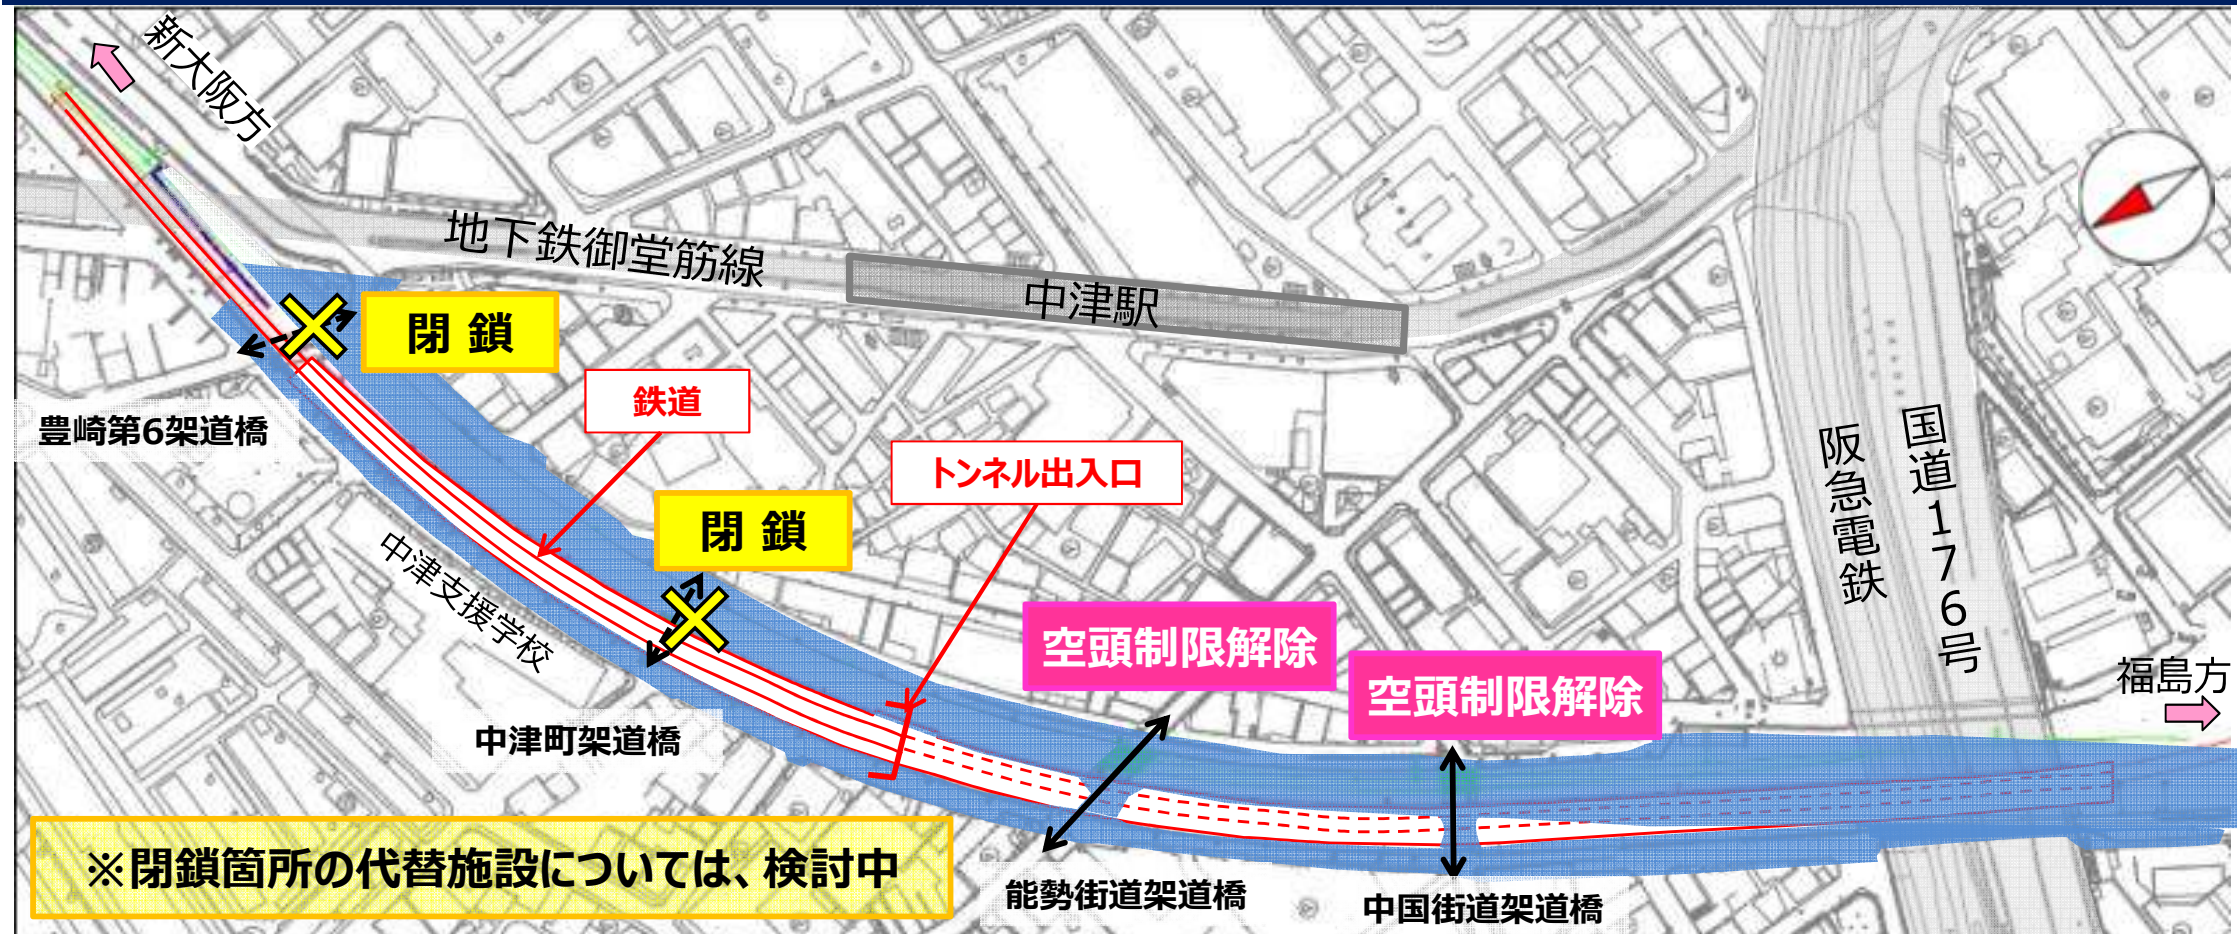 新大阪方
地下鉄御堂筋線
中津駅
閉 鎖
鉄道
豊崎第6架道橋
トンネル出入口
阪急電鉄
国道176号
閉 鎖
中津支援学校
空頭制限解除
空頭制限解除
福島方
中津町架道橋
※閉鎖箇所の代替施設については、検討中
能勢街道架道橋
中国街道架道橋